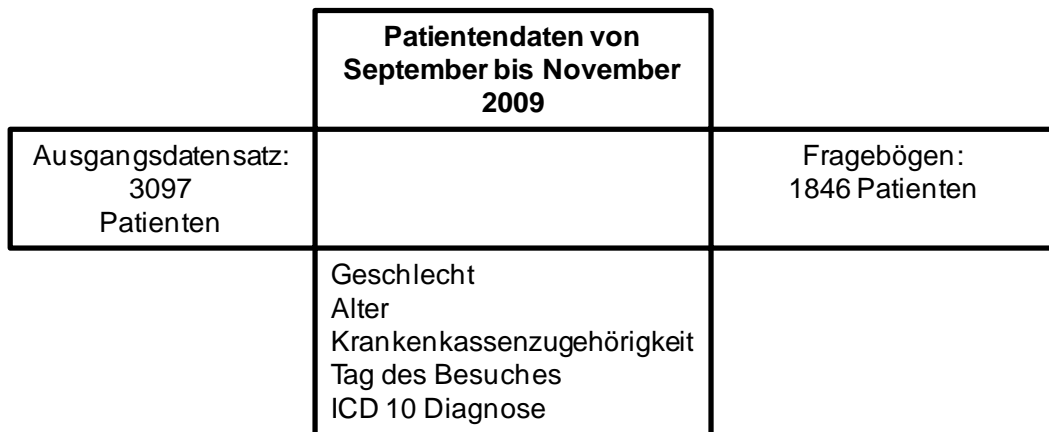 Patientendaten von
September bis November
2009
Ausgangsdatensatz:
3097
Patienten
Fragebögen:
1846 Patienten
Geschlecht
Alter
Krankenkassenzugehörigkeit
Tag des Besuches
ICD 10 Diagnose